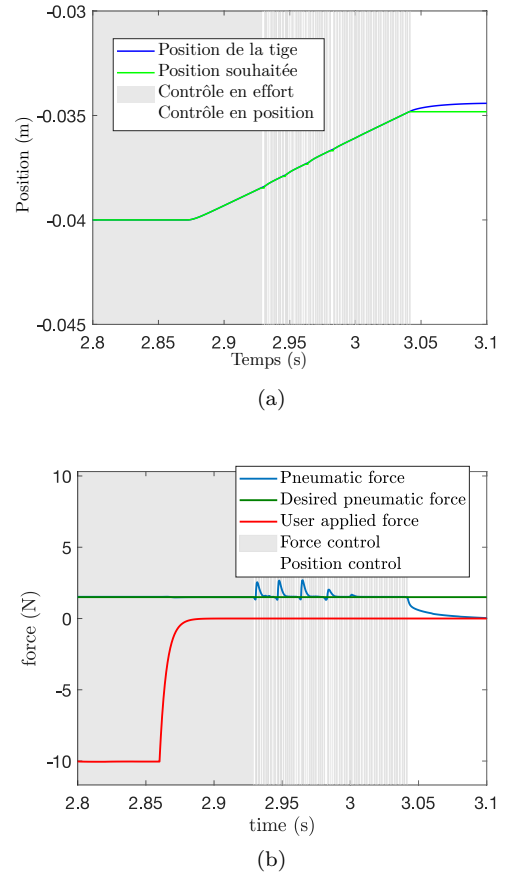 -0.03
Position de la tige
Position souhaitée
Contrôle en effort
Contrôle en position
-0.035
-0.04
-0.045
Position (m)
2.8 2.85 2.9 2.95 3 3.05 3.1
Temps (s)
(a)
10
Pneumatic force
Desired pneumatic force
User applied force
Force control
Position control
5
0
-5
-10
force (N)
2.8 2.85 2.9 2.95 3 3.05 3.1
time (s)
(b)